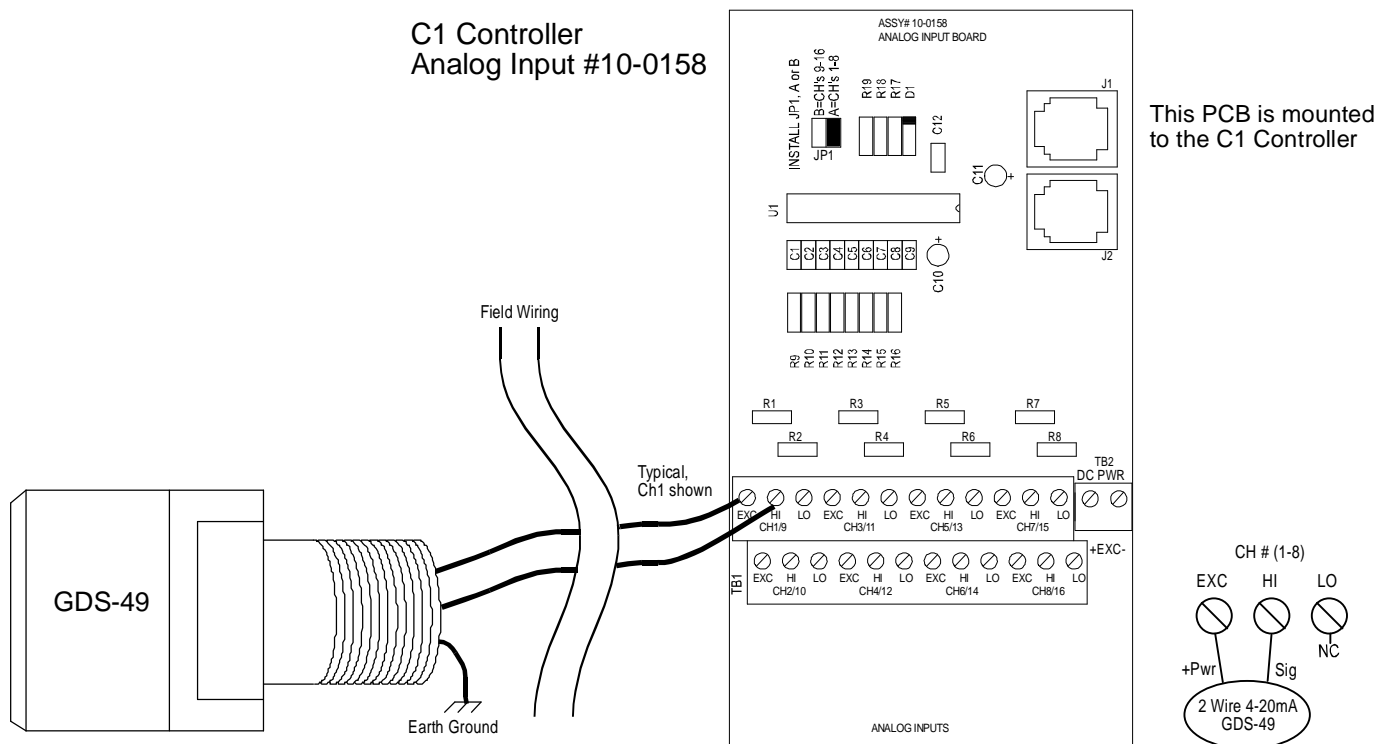 C1 Controller
Analog Input #10-0158
ASSY# 10-0158
ANALOG INPUT BOARD
INSTALL JP1, A or B
B=CH's 9-16
A=CH's 1-8
JP1
R19
R18
R17
D1
C12
J1
This PCB is mounted
to the C1 Controller
C11
+
U1
J2
C1
C2
C3
C4
C5
C6
C7
C8
C9
+
C10
R9
R10
R11
R12
R13
R14
R15
R16
Field Wiring
R1
R3
R5
R7
R2
R4
R6
R8
TB2
DC PWR
Typical,
Ch1 shown
EXC HI LO EXC HI LO EXC HI LO EXC HI LO
CH1/9 CH3/11 CH5/13 CH7/15
+EXC-
TB1
EXC HI LO EXC HI LO EXC HI LO EXC HI LO
CH2/10 CH4/12 CH6/14 CH8/16
GDS-49
Earth Ground
ANALOG INPUTS
CH # (1-8)
EXC HI LO
NC
+Pwr Sig
2 Wire 4-20mA
GDS-49